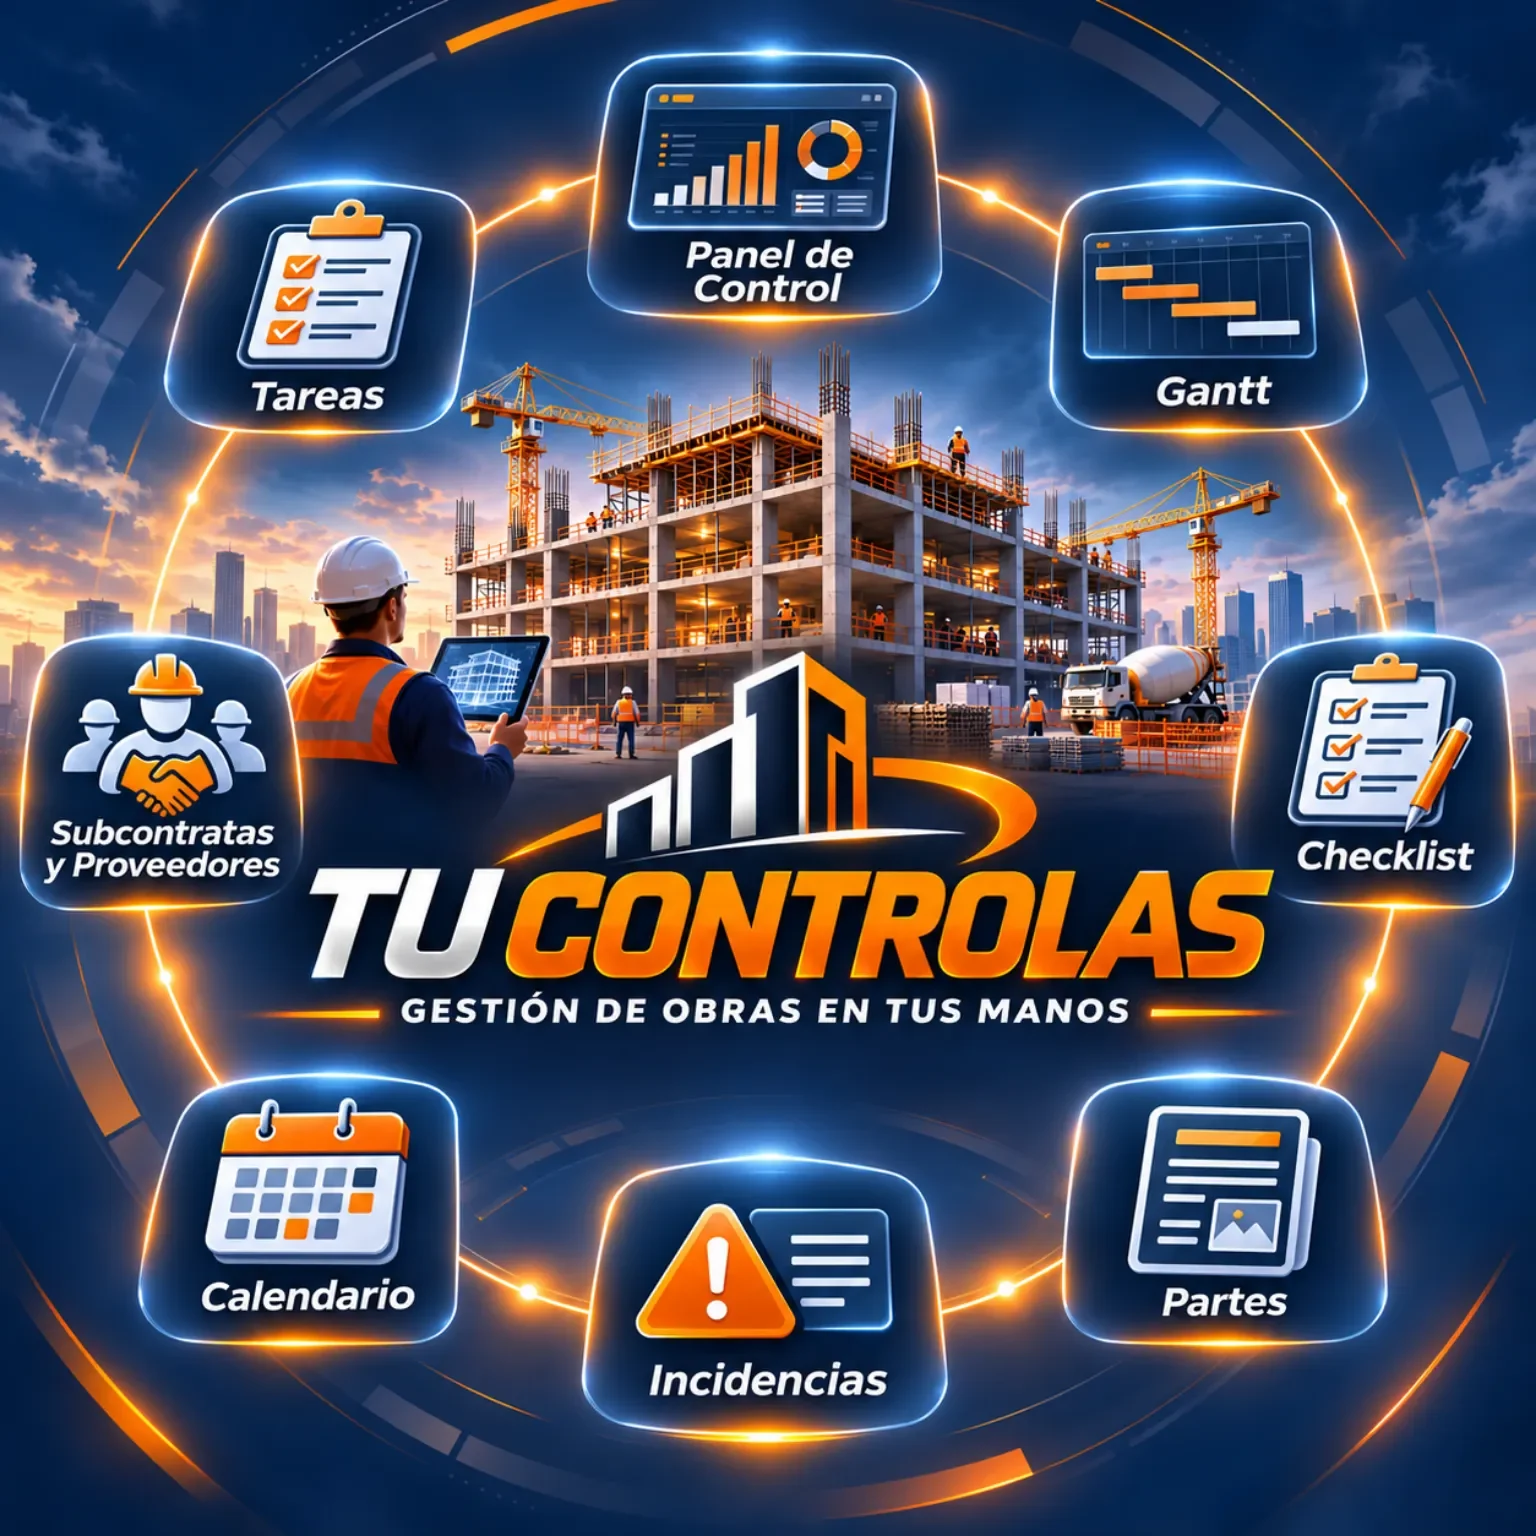 Panel de
Control
Tareas
Gantt
Subcontratas
y Proveedores
Checklist
TU CONTROLAS
GESTIÓN DE OBRAS EN TUS MANOS
Calendario
Partes
Incidencias